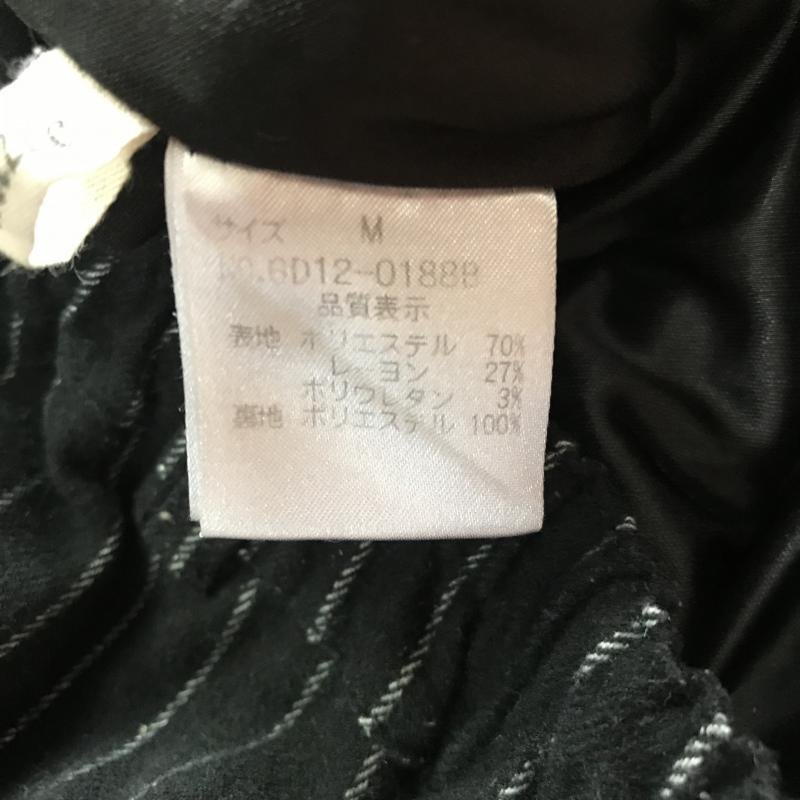 サイズ M
NO.GD12-0188B
品質表示
表地 ポリエステル 70%
レーヨン 27%
ポリウレタン 3%
裏地 ポリエステル 100%